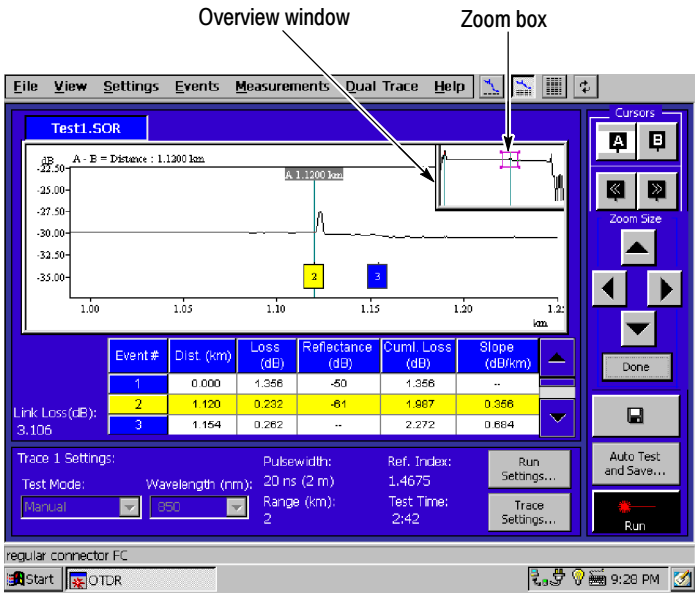 Overview window
Zoom box
File View Settings Events Measurements Dual Trace Help
Test1.SOR
dB
A - B = Distance : 1.1200 km
A 1.1200 km
-22.50
-25.00
-27.50
-30.00
-32.50
-35.00
2
3
1.00 1.05 1.10 1.15 1.20 1.2
km
Event# Dist. (km) Loss (dB) Reflectance (dB) Cuml. Loss (dB) Slope (dB/km)
1 0.000 1.356 -50 1.356 --
2 1.120 0.232 -61 1.987 0.356
3 1.154 0.262 -- 2.272 0.684
Link Loss(dB):
3.106
Trace 1 Settings:
Test Mode:
Manual
Wavelength (nm):
850
Pulsewidth:
20 ns (2 m)
Range (km):
2
Ref. Index:
1.4675
Test Time:
2:42
Run Settings...
Trace Settings...
Cursors
A
B
Zoom Size
Done
Auto Test and Save...
Run
regular connector FC
Start
OTDR
9:28 PM